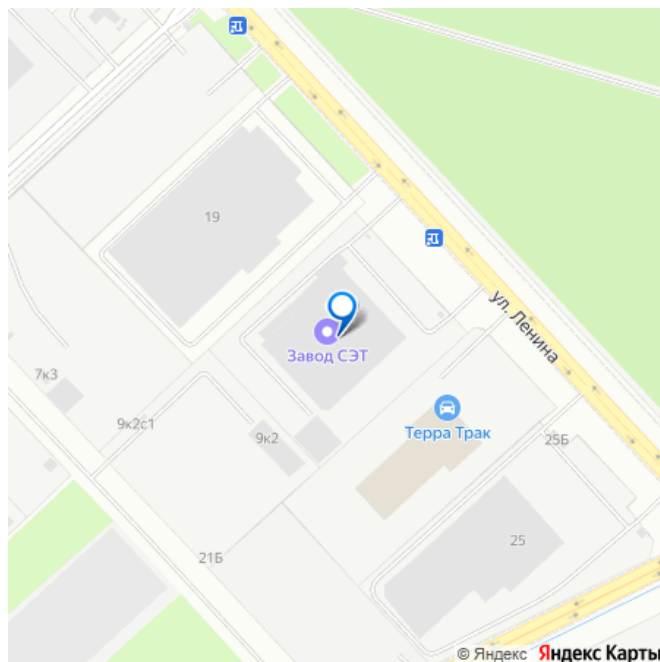 19
ул. Ленина
Завод СЭТ
7к3
9к2с1
9к2
Терра Трак
25Б
25
21Б
© Яндекс Яндекс Карты